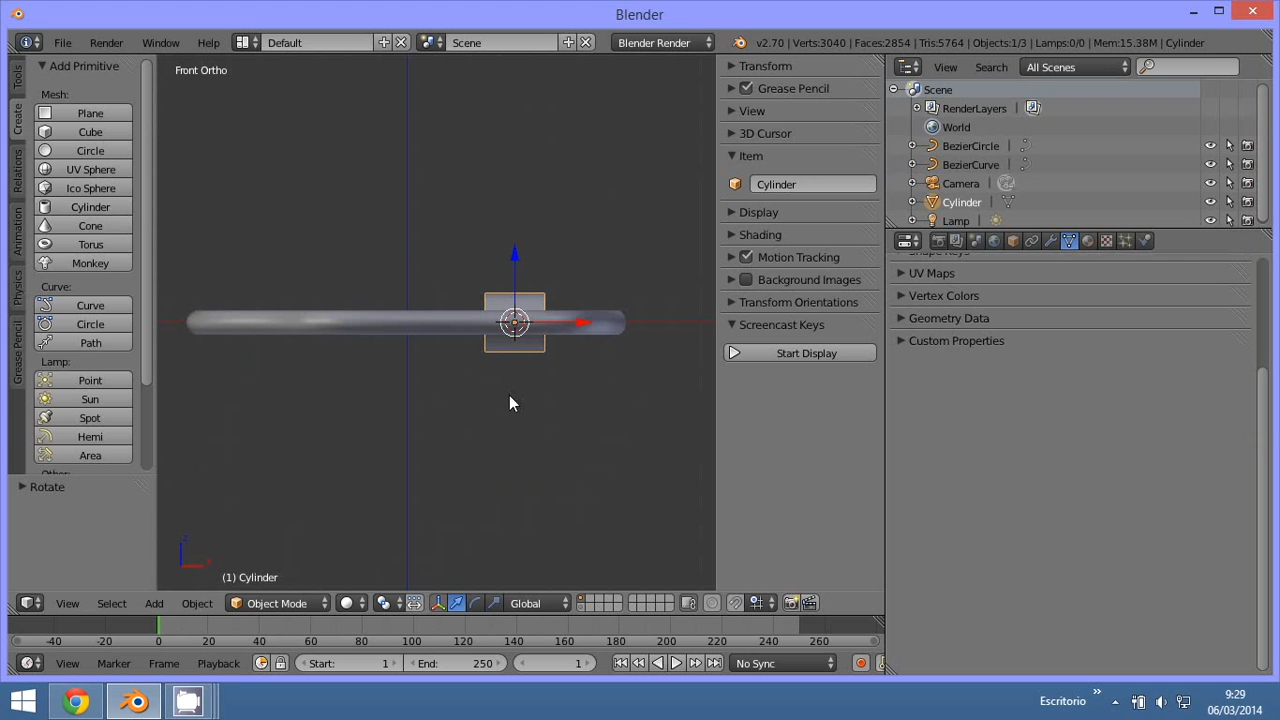 Blender
File Render Window Help Default Scene Blender Render v2.70 | Verts:3040 | Faces:2854 | Tris:5764 | Objects:1/3 | Lamps:0/0 | Mem:15.38M | Cylinder
Tools
Create
Relations
Animation
Physics
Grease Pencil
Add Primitive
Mesh:
Plane
Cube
Circle
UV Sphere
Ico Sphere
Cylinder
Cone
Torus
Monkey
Curve:
Curve
Circle
Path
Lamp:
Point
Sun
Spot
Hemi
Area
Rotate
Front Ortho
(1) Cylinder
View Select Add Object Object Mode Global
Transform
Grease Pencil
View
3D Cursor
Item
Cylinder
Display
Shading
Motion Tracking
Background Images
Transform Orientations
Screencast Keys
Start Display
View Search All Scenes
Scene
RenderLayers
World
BezierCircle
BezierCurve
Camera
Cylinder
Lamp
UV Maps
Vertex Colors
Geometry Data
Custom Properties
-40 -20 0 20 40 60 80 100 120 140 160 180 200 220 240 260
View Marker Frame Playback Start: 1 End: 250 1 No Sync
Escritorio
9:29
06/03/2014